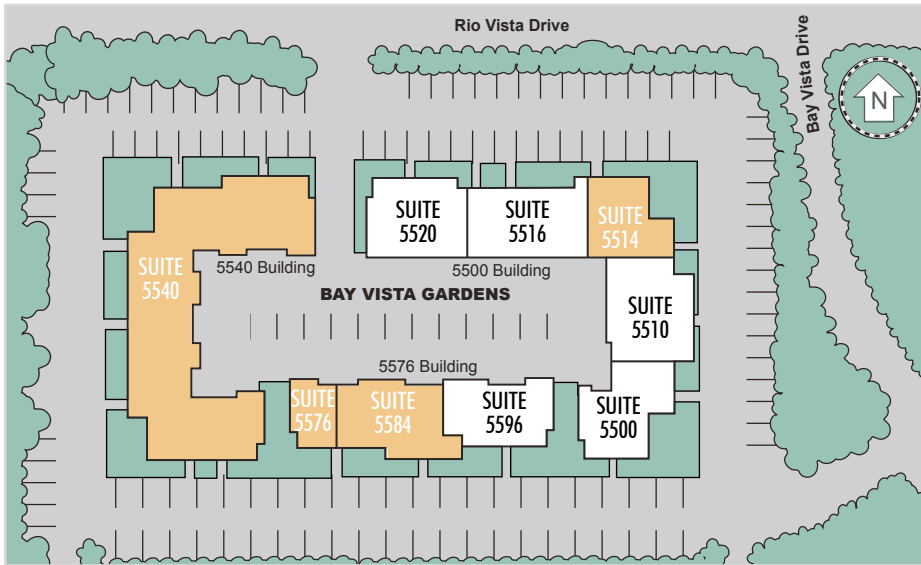 Rio Vista Drive
Bay Vista Drive
N
SUITE
5520
SUITE
5516
SUITE
5514
SUITE
5540
5540 Building
5500 Building
BAY VISTA GARDENS
SUITE
5510
5576 Building
SUITE
5576
SUITE
5584
SUITE
5596
SUITE
5500